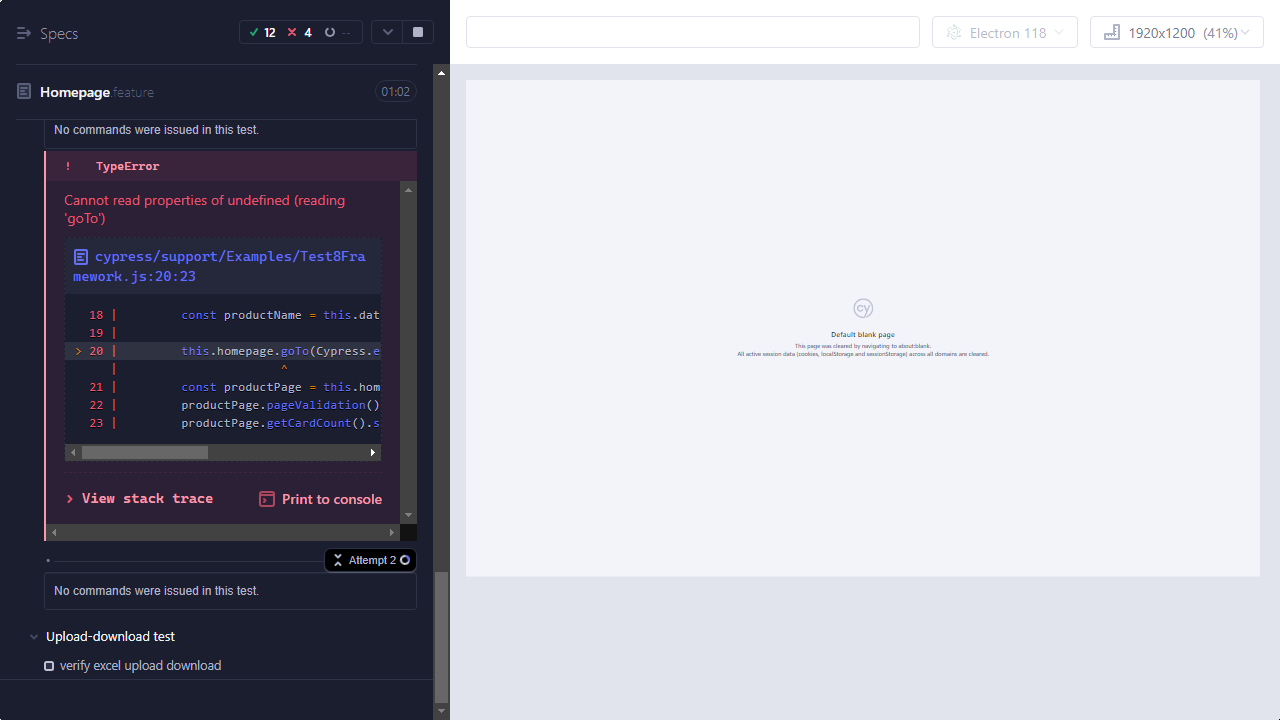 Specs
12
4
--
Electron 118
1920x1200 (41%)
Homepage.feature
01:02
No commands were issued in this test.
! TypeError
Cannot read properties of undefined (reading
'goTo')
cypress/support/Examples/Test8Fra
mework.js:20:23
18 | const productName = this.dat
19 |
> 20 | this.homepage.goTo(Cypress.e
| ^
21 | const productPage = this.hom
22 | productPage.pageValidation()
23 | productPage.getCardCount().s
> View stack trace
Print to console
Attempt 2
No commands were issued in this test.
Upload-download test
verify excel upload download
cy
Default blank page
This page was cleared by navigating to about:blank.
All active session data (cookies, localStorage and sessionStorage) across all domains are cleared.